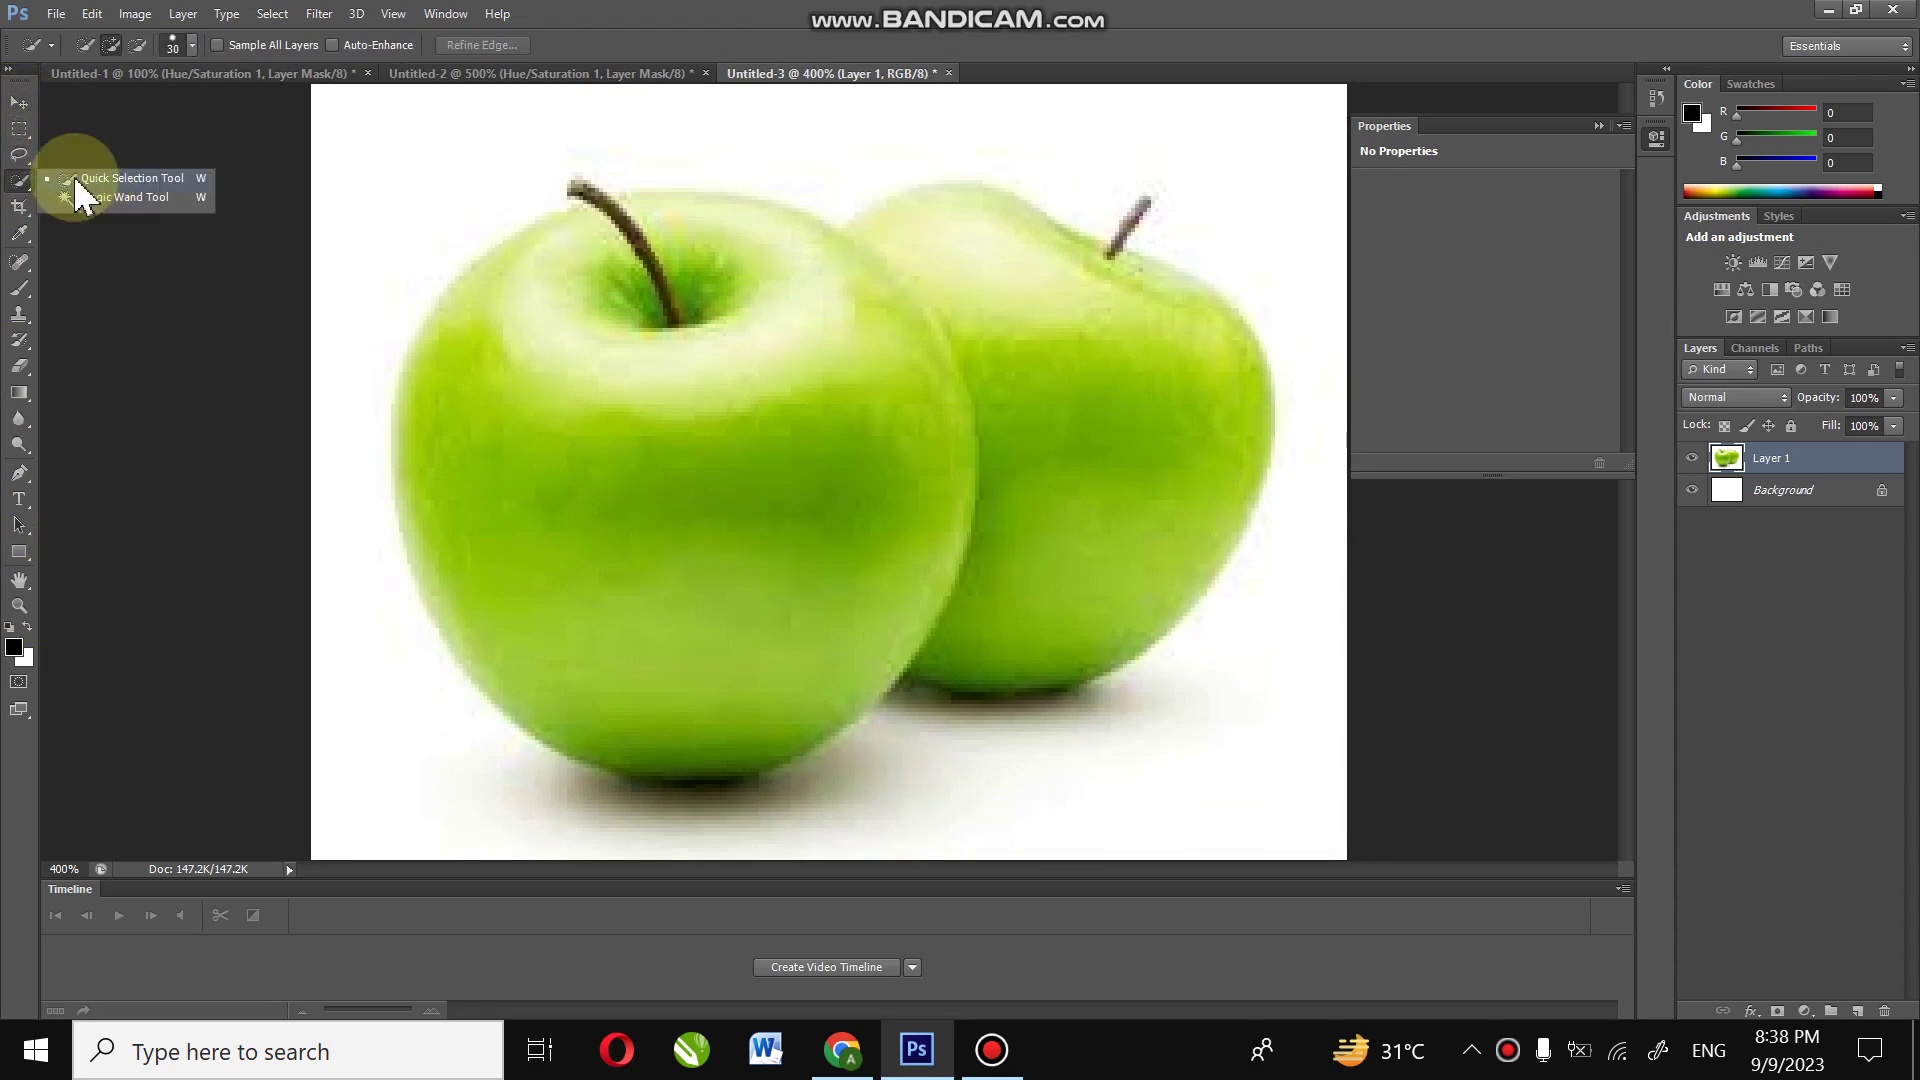 Ps File Edit Image Layer Type Select Filter 3D View Window Help
www.BANDICAM.com
30 Sample All Layers Auto-Enhance Refine Edge... Essentials
Untitled-1 @ 100% (Hue/Saturation 1, Layer Mask/8) * × Untitled-2 @ 500% (Hue/Saturation 1, Layer Mask/8) * × Untitled-3 @ 400% (Layer 1, RGB/8) * ×
Color Swatches
R 0
G 0
B 0
Properties
No Properties
Quick Selection Tool W
Wand Tool W
Adjustments Styles
Add an adjustment
Layers Channels Paths
Kind
Normal Opacity: 100%
Lock: Fill: 100%
Layer 1
Background
400% Doc: 147.2K/147.2K
Timeline
Create Video Timeline
Type here to search
Ps
31°C
ENG
8:38 PM
9/9/2023